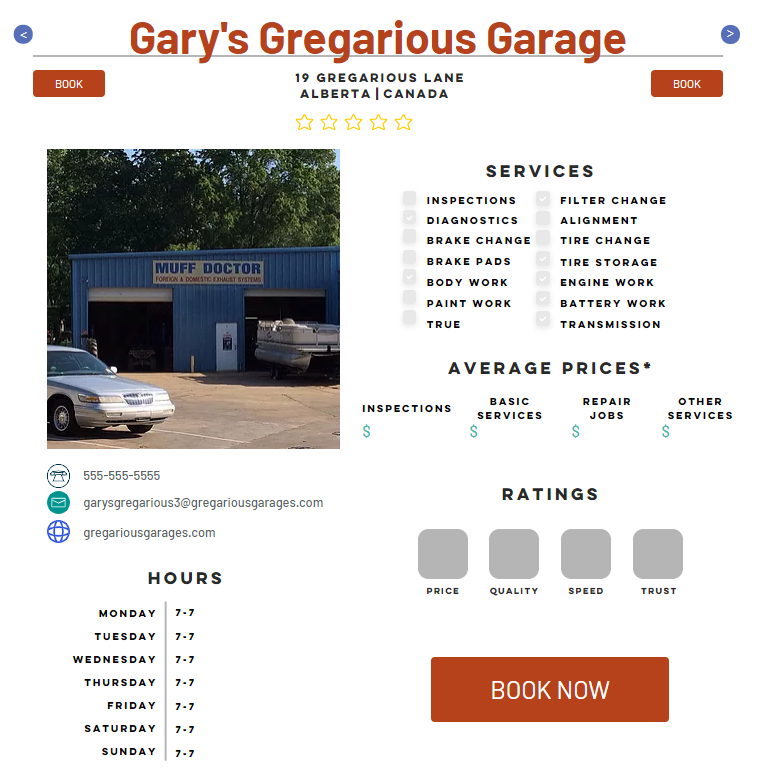 Gary's Gregarious Garage
<
>
BOOK
19 GREGARIOUS LANE
ALBERTA | CANADA
BOOK
MUFF DOCTOR
FOREIGN & DOMESTIC EXHAUST SYSTEMS
SERVICES
INSPECTIONS
DIAGNOSTICS
BRAKE CHANGE
BRAKE PADS
BODY WORK
PAINT WORK
TRUE
FILTER CHANGE
ALIGNMENT
TIRE CHANGE
TIRE STORAGE
ENGINE WORK
BATTERY WORK
TRANSMISSION
AVERAGE PRICES*
INSPECTIONS
$
BASIC
SERVICES
$
REPAIR
JOBS
$
OTHER
SERVICES
$
555-555-5555
garysgregarious3@gregariousgarages.com
gregariousgarages.com
RATINGS
PRICE
QUALITY
SPEED
TRUST
HOURS
MONDAY 7-7
TUESDAY 7-7
WEDNESDAY 7-7
THURSDAY 7-7
FRIDAY 7-7
SATURDAY 7-7
SUNDAY 7-7
BOOK NOW